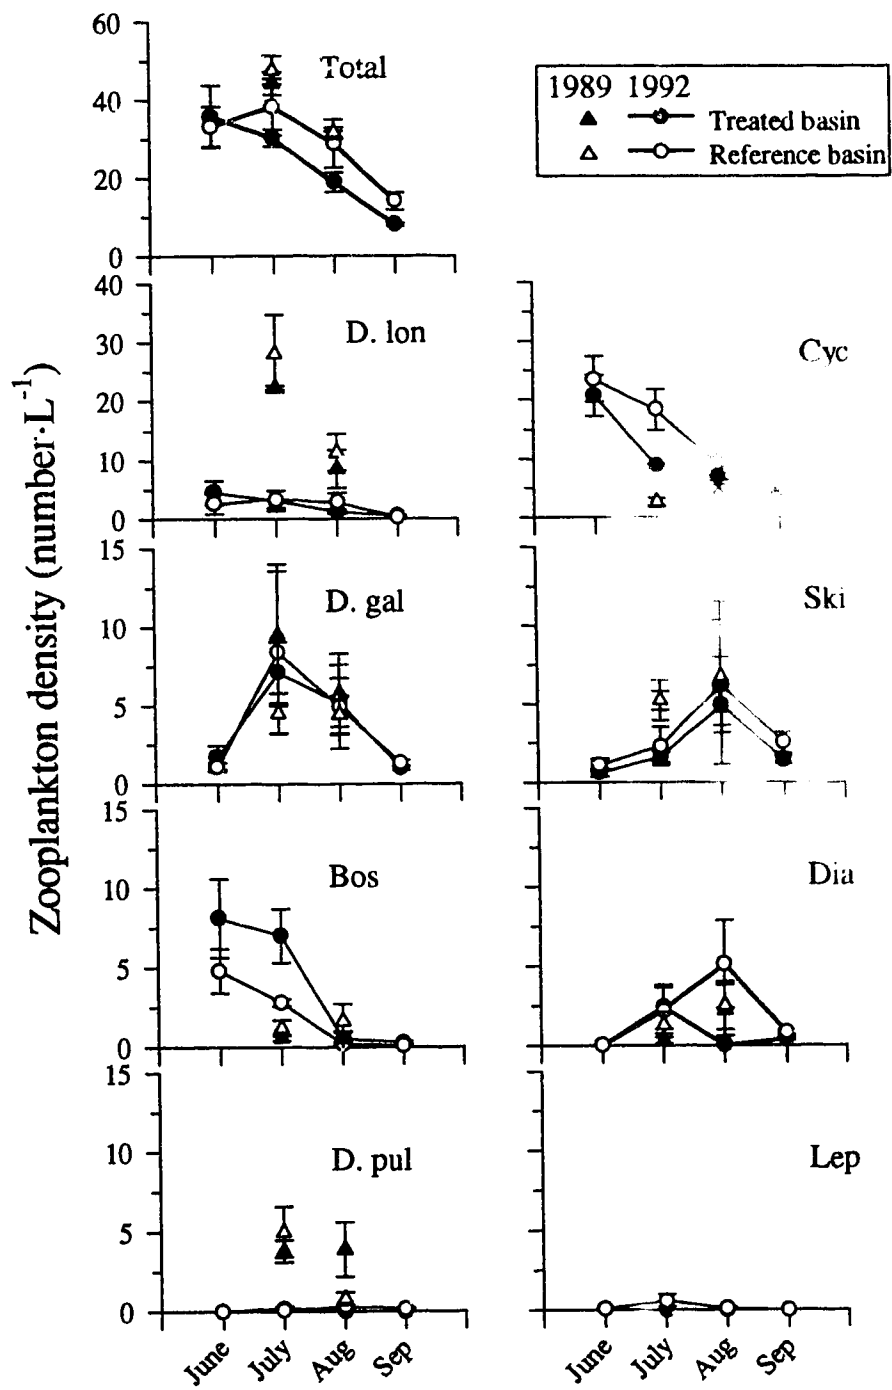 60
40
20
0
Total
1989 1992
Treated basin
Reference basin
Zooplankton density (number·L⁻¹)
40
30
20
10
0
D. lon
Cyc
15
10
5
0
D. gal
Ski
15
10
5
0
Bos
Dia
15
10
5
0
D. pul
Lep
June July Aug Sep
June July Aug Sep